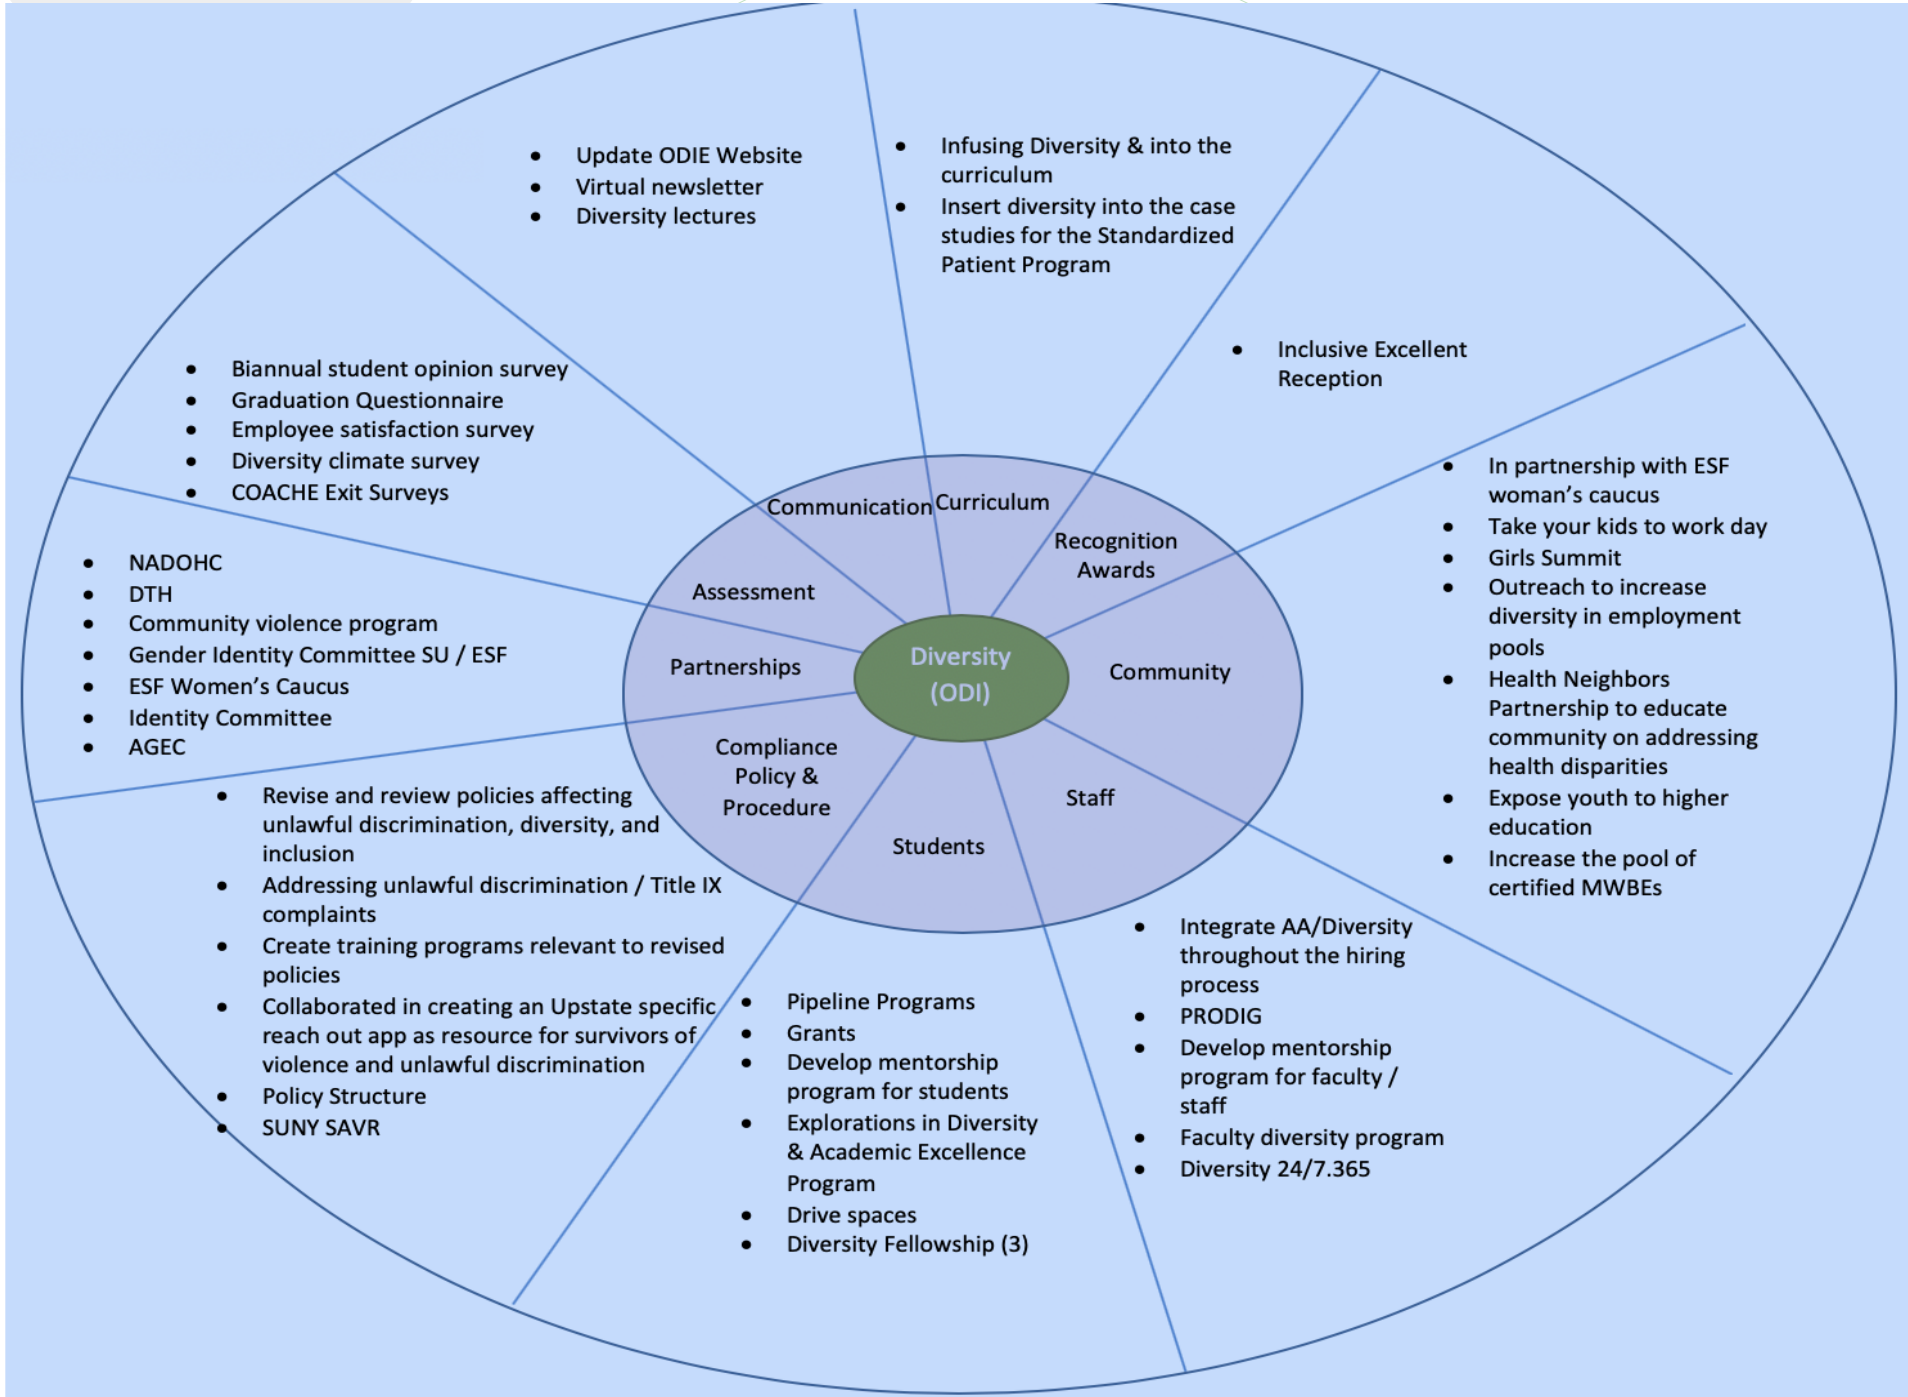 • Update ODIE Website
• Virtual newsletter
• Diversity lectures
• Infusing Diversity & into the
curriculum
• Insert diversity into the case
studies for the Standardized
Patient Program
• Inclusive Excellent
Reception
• Biannual student opinion survey
• Graduation Questionnaire
• Employee satisfaction survey
• Diversity climate survey
• COACHE Exit Surveys
• In partnership with ESF
woman’s caucus
• Take your kids to work day
• Girls Summit
• Outreach to increase
diversity in employment
pools
• Health Neighbors
Partnership to educate
community on addressing
health disparities
• Expose youth to higher
education
• Increase the pool of
certified MWBEs
Communication
Curriculum
Recognition
Awards
Assessment
Partnerships
Diversity
(ODI)
Community
Compliance
Policy &
Procedure
Staff
Students
• NADOHC
• DTH
• Community violence program
• Gender Identity Committee SU / ESF
• ESF Women’s Caucus
• Identity Committee
• AGEC
• Revise and review policies affecting
unlawful discrimination, diversity, and
inclusion
• Addressing unlawful discrimination / Title IX
complaints
• Create training programs relevant to revised
policies
• Collaborated in creating an Upstate specific
reach out app as resource for survivors of
violence and unlawful discrimination
• Policy Structure
• SUNY SAVR
• Pipeline Programs
• Grants
• Develop mentorship
program for students
• Explorations in Diversity
& Academic Excellence
Program
• Drive spaces
• Diversity Fellowship (3)
• Integrate AA/Diversity
throughout the hiring
process
• PRODIG
• Develop mentorship
program for faculty /
staff
• Faculty diversity program
• Diversity 24/7.365